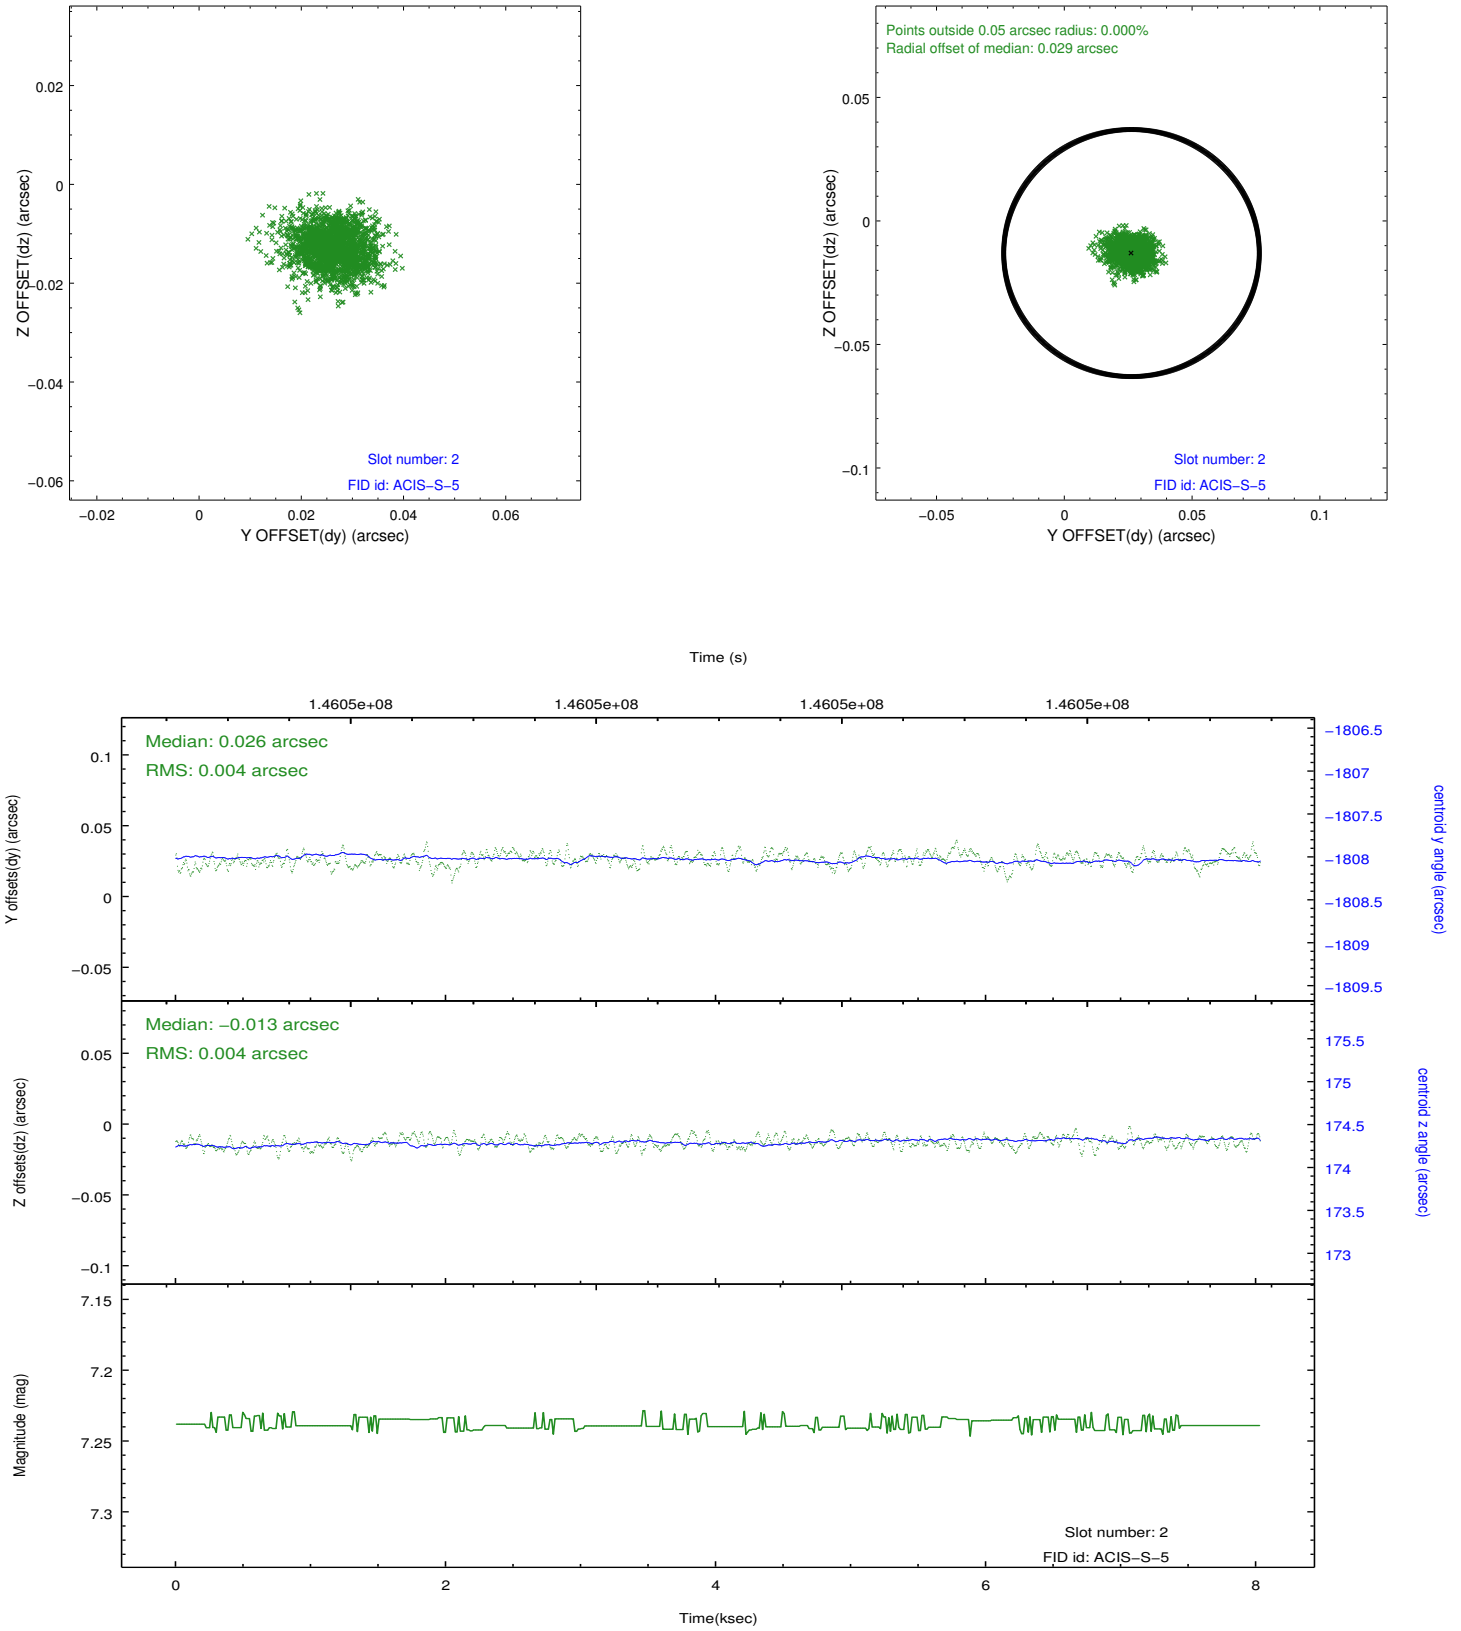 0.02
0
−0.02
−0.04
−0.06
Z OFFSET(dz) (arcsec)
−0.02
0
0.02
0.04
0.06
Y OFFSET(dy) (arcsec)
Slot number: 2
FID id: ACIS−S−5
Points outside 0.05 arcsec radius: 0.000%
Radial offset of median: 0.029 arcsec
0.05
0
−0.05
−0.1
Z OFFSET(dz) (arcsec)
−0.05
0
0.05
0.1
Y OFFSET(dy) (arcsec)
Slot number: 2
FID id: ACIS−S−5
Time (s)
1.4605e+08
1.4605e+08
1.4605e+08
1.4605e+08
Median: 0.026 arcsec
RMS: 0.004 arcsec
0.1
0.05
0
−0.05
Y offsets(dy) (arcsec)
−1806.5
−1807
−1807.5
−1808
−1808.5
−1809
−1809.5
centroid y angle (arcsec)
Median: −0.013 arcsec
RMS: 0.004 arcsec
0.05
0
−0.05
−0.1
Z offsets(dz) (arcsec)
175.5
175
174.5
174
173.5
173
centroid z angle (arcsec)
7.15
7.2
7.25
7.3
Magnitude (mag)
Slot number: 2
FID id: ACIS−S−5
0
2
4
6
8
Time(ksec)